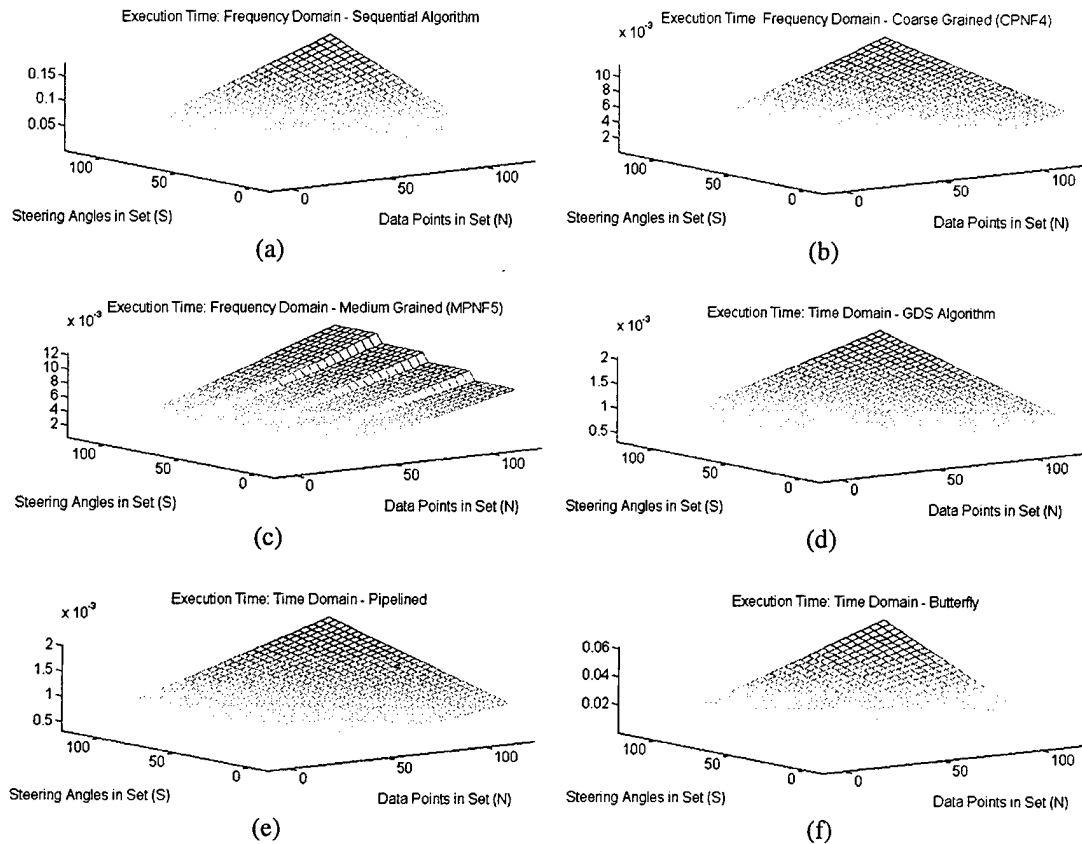 Execution Time: Frequency Domain - Sequential Algorithm
0.15
0.1
0.05
100
50
0
0
50
100
Steering Angles in Set (S)
Data Points in Set (N)
(a)
Execution Time Frequency Domain - Coarse Grained (CPNF4)
x 10⁻³
10
8
6
4
2
100
50
0
0
50
100
Steering Angles in Set (S)
Data Points in Set (N)
(b)
Execution Time: Frequency Domain - Medium Grained (MPNF5)
x 10⁻³
12
10
8
6
4
2
100
50
0
0
50
100
Steering Angles in Set (S)
Data Points in Set (N)
(c)
Execution Time: Time Domain - GDS Algorithm
x 10⁻³
2
1.5
1
0.5
100
50
0
0
50
100
Steering Angles in Set (S)
Data Points in Set (N)
(d)
Execution Time: Time Domain - Pipelined
x 10⁻³
2
1.5
1
0.5
100
50
0
0
50
100
Steering Angles in Set (S)
Data Points in Set (N)
(e)
Execution Time: Time Domain - Butterfly
0.06
0.04
0.02
100
50
0
0
50
100
Steering Angles in Set (S)
Data Points in Set (N)
(f)